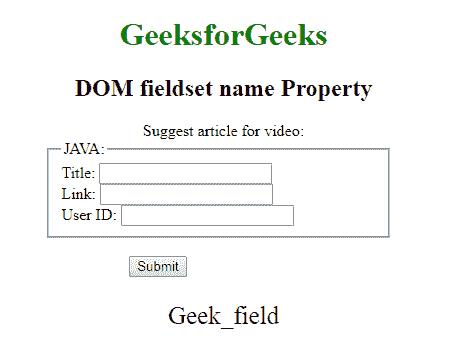 GeeksforGeeks
DOM fieldset name Property
Suggest article for video:
JAVA:
Title:
Link:
User ID:
Submit
Geek_field